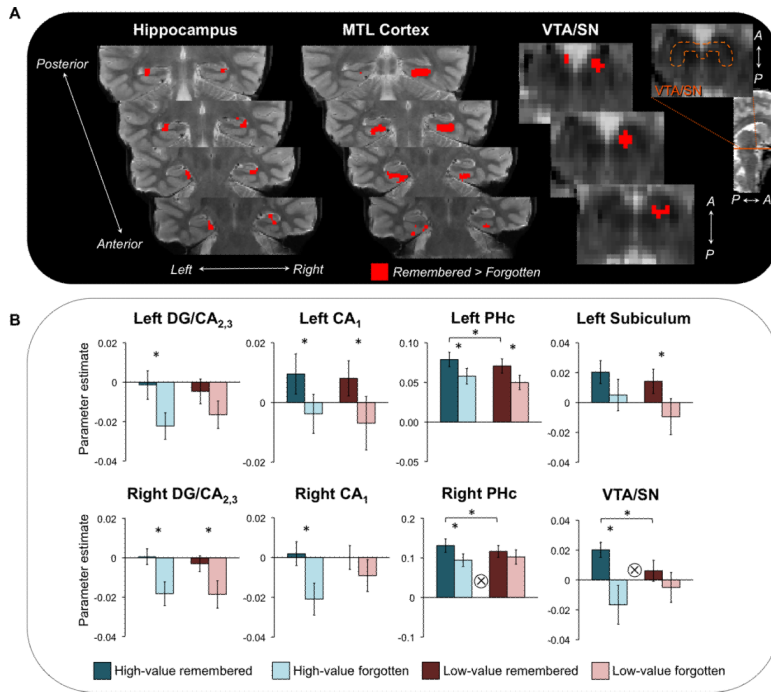 A
Hippocampus
MTL Cortex
VTA/SN
Posterior
Anterior
Left
Right
Remembered > Forgotten
VTA/SN
A
P
P
A
A
P
B
Left DG/CA2,3
Left CA1
Left PHc
Left Subiculum
Parameter estimate
0.02
0
-0.02
-0.04
*
0.02
0
-0.02
*
*
0.10
0.05
0.00
-0.05
*
*
*
0.04
0.02
0
-0.02
-0.04
*
Right DG/CA2,3
Right CA1
Right PHc
VTA/SN
Parameter estimate
0.02
0
-0.02
-0.04
*
*
0.02
0
-0.02
-0.04
*
0.2
0.1
0
-0.1
*
*
0.04
0.02
0
-0.02
-0.04
*
*
High-value remembered
High-value forgotten
Low-value remembered
Low-value forgotten